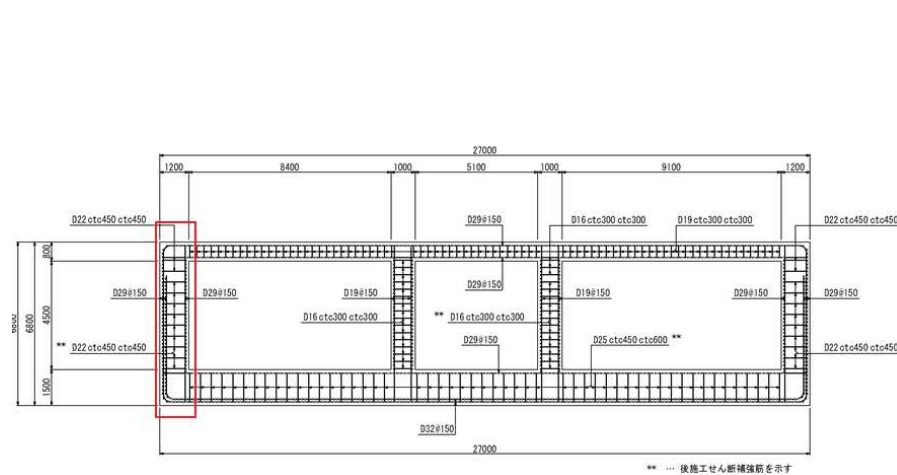 27000
1200 8400 1000 5100 1000 9100 1200
D22 ctc450 ctc450 D29@150 D16 ctc300 ctc300 D19 ctc300 ctc300 D22 ctc450 ctc450
800
D29@150
D29@150 D29@150 D19@150 D19@150 D29@150 D29@150
6800 4500
D16 ctc300 ctc300 ** D16 ctc300 ctc300
** D22 ctc450 ctc450 D29@150 D25 ctc450 ctc600 ** D22 ctc450 ctc450
1500
D32@150
27000
** … 後施工せん断補強筋を示す